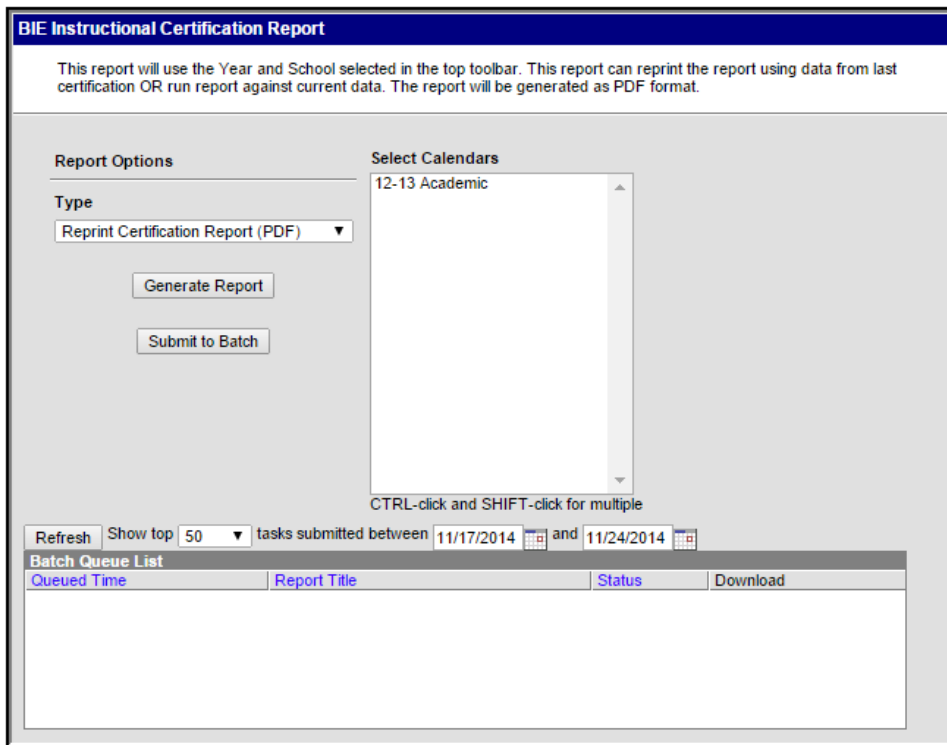 BIE Instructional Certification Report
This report will use the Year and School selected in the top toolbar. This report can reprint the report using data from last
certification OR run report against current data. The report will be generated as PDF format.
Report Options
Type
Reprint Certification Report (PDF)
Generate Report
Submit to Batch
Select Calendars
12-13 Academic
CTRL-click and SHIFT-click for multiple
Refresh Show top 50 tasks submitted between 11/17/2014 and 11/24/2014
Batch Queue List
Queued Time Report Title Status Download